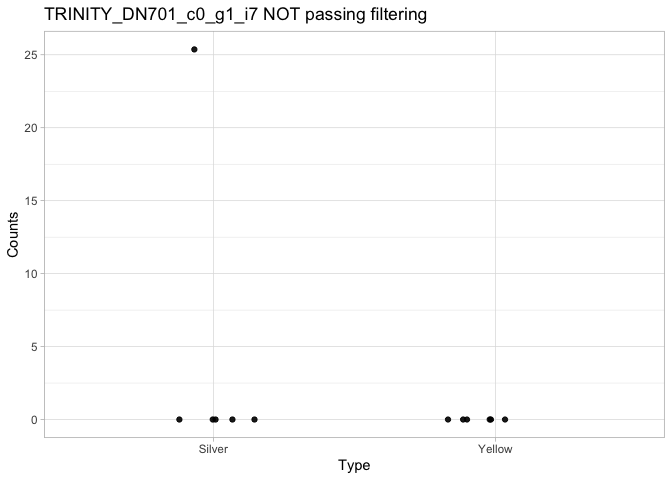 TRINITY_DN701_c0_g1_i7 NOT passing filtering
25
20
15
10
5
0
Counts
Silver
Yellow
Type